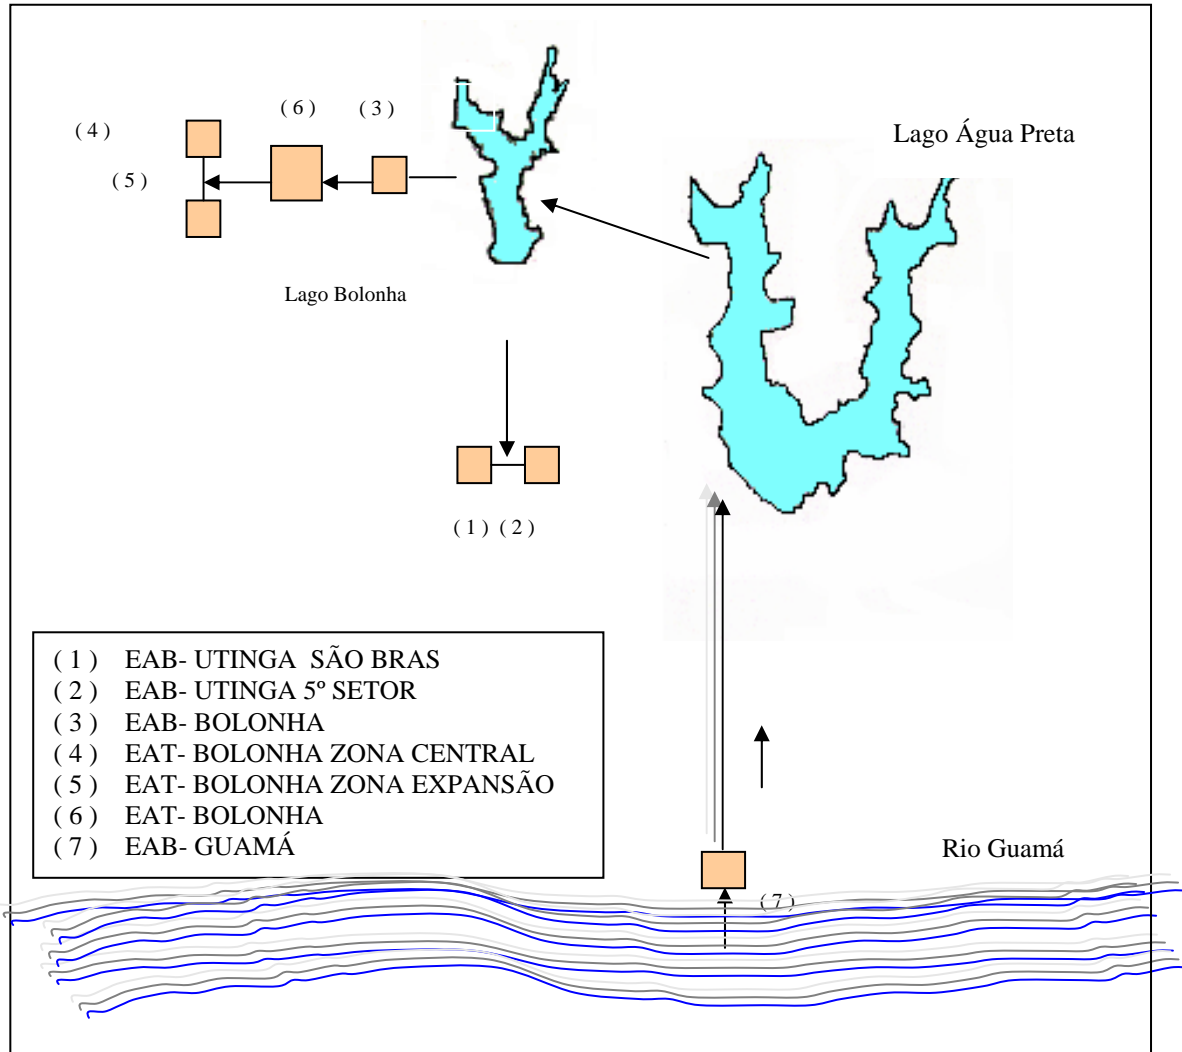 ( 6 ) ( 3 )
( 4 )
Lago Água Preta
( 5 )
Lago Bolonha
( 1 ) ( 2 )
( 1 ) EAB- UTINGA SÃO BRAS
( 2 ) EAB- UTINGA 5º SETOR
( 3 ) EAB- BOLONHA
( 4 ) EAT- BOLONHA ZONA CENTRAL
( 5 ) EAT- BOLONHA ZONA EXPANSÃO
( 6 ) EAT- BOLONHA
( 7 ) EAB- GUAMÁ
Rio Guamá
( 7 )